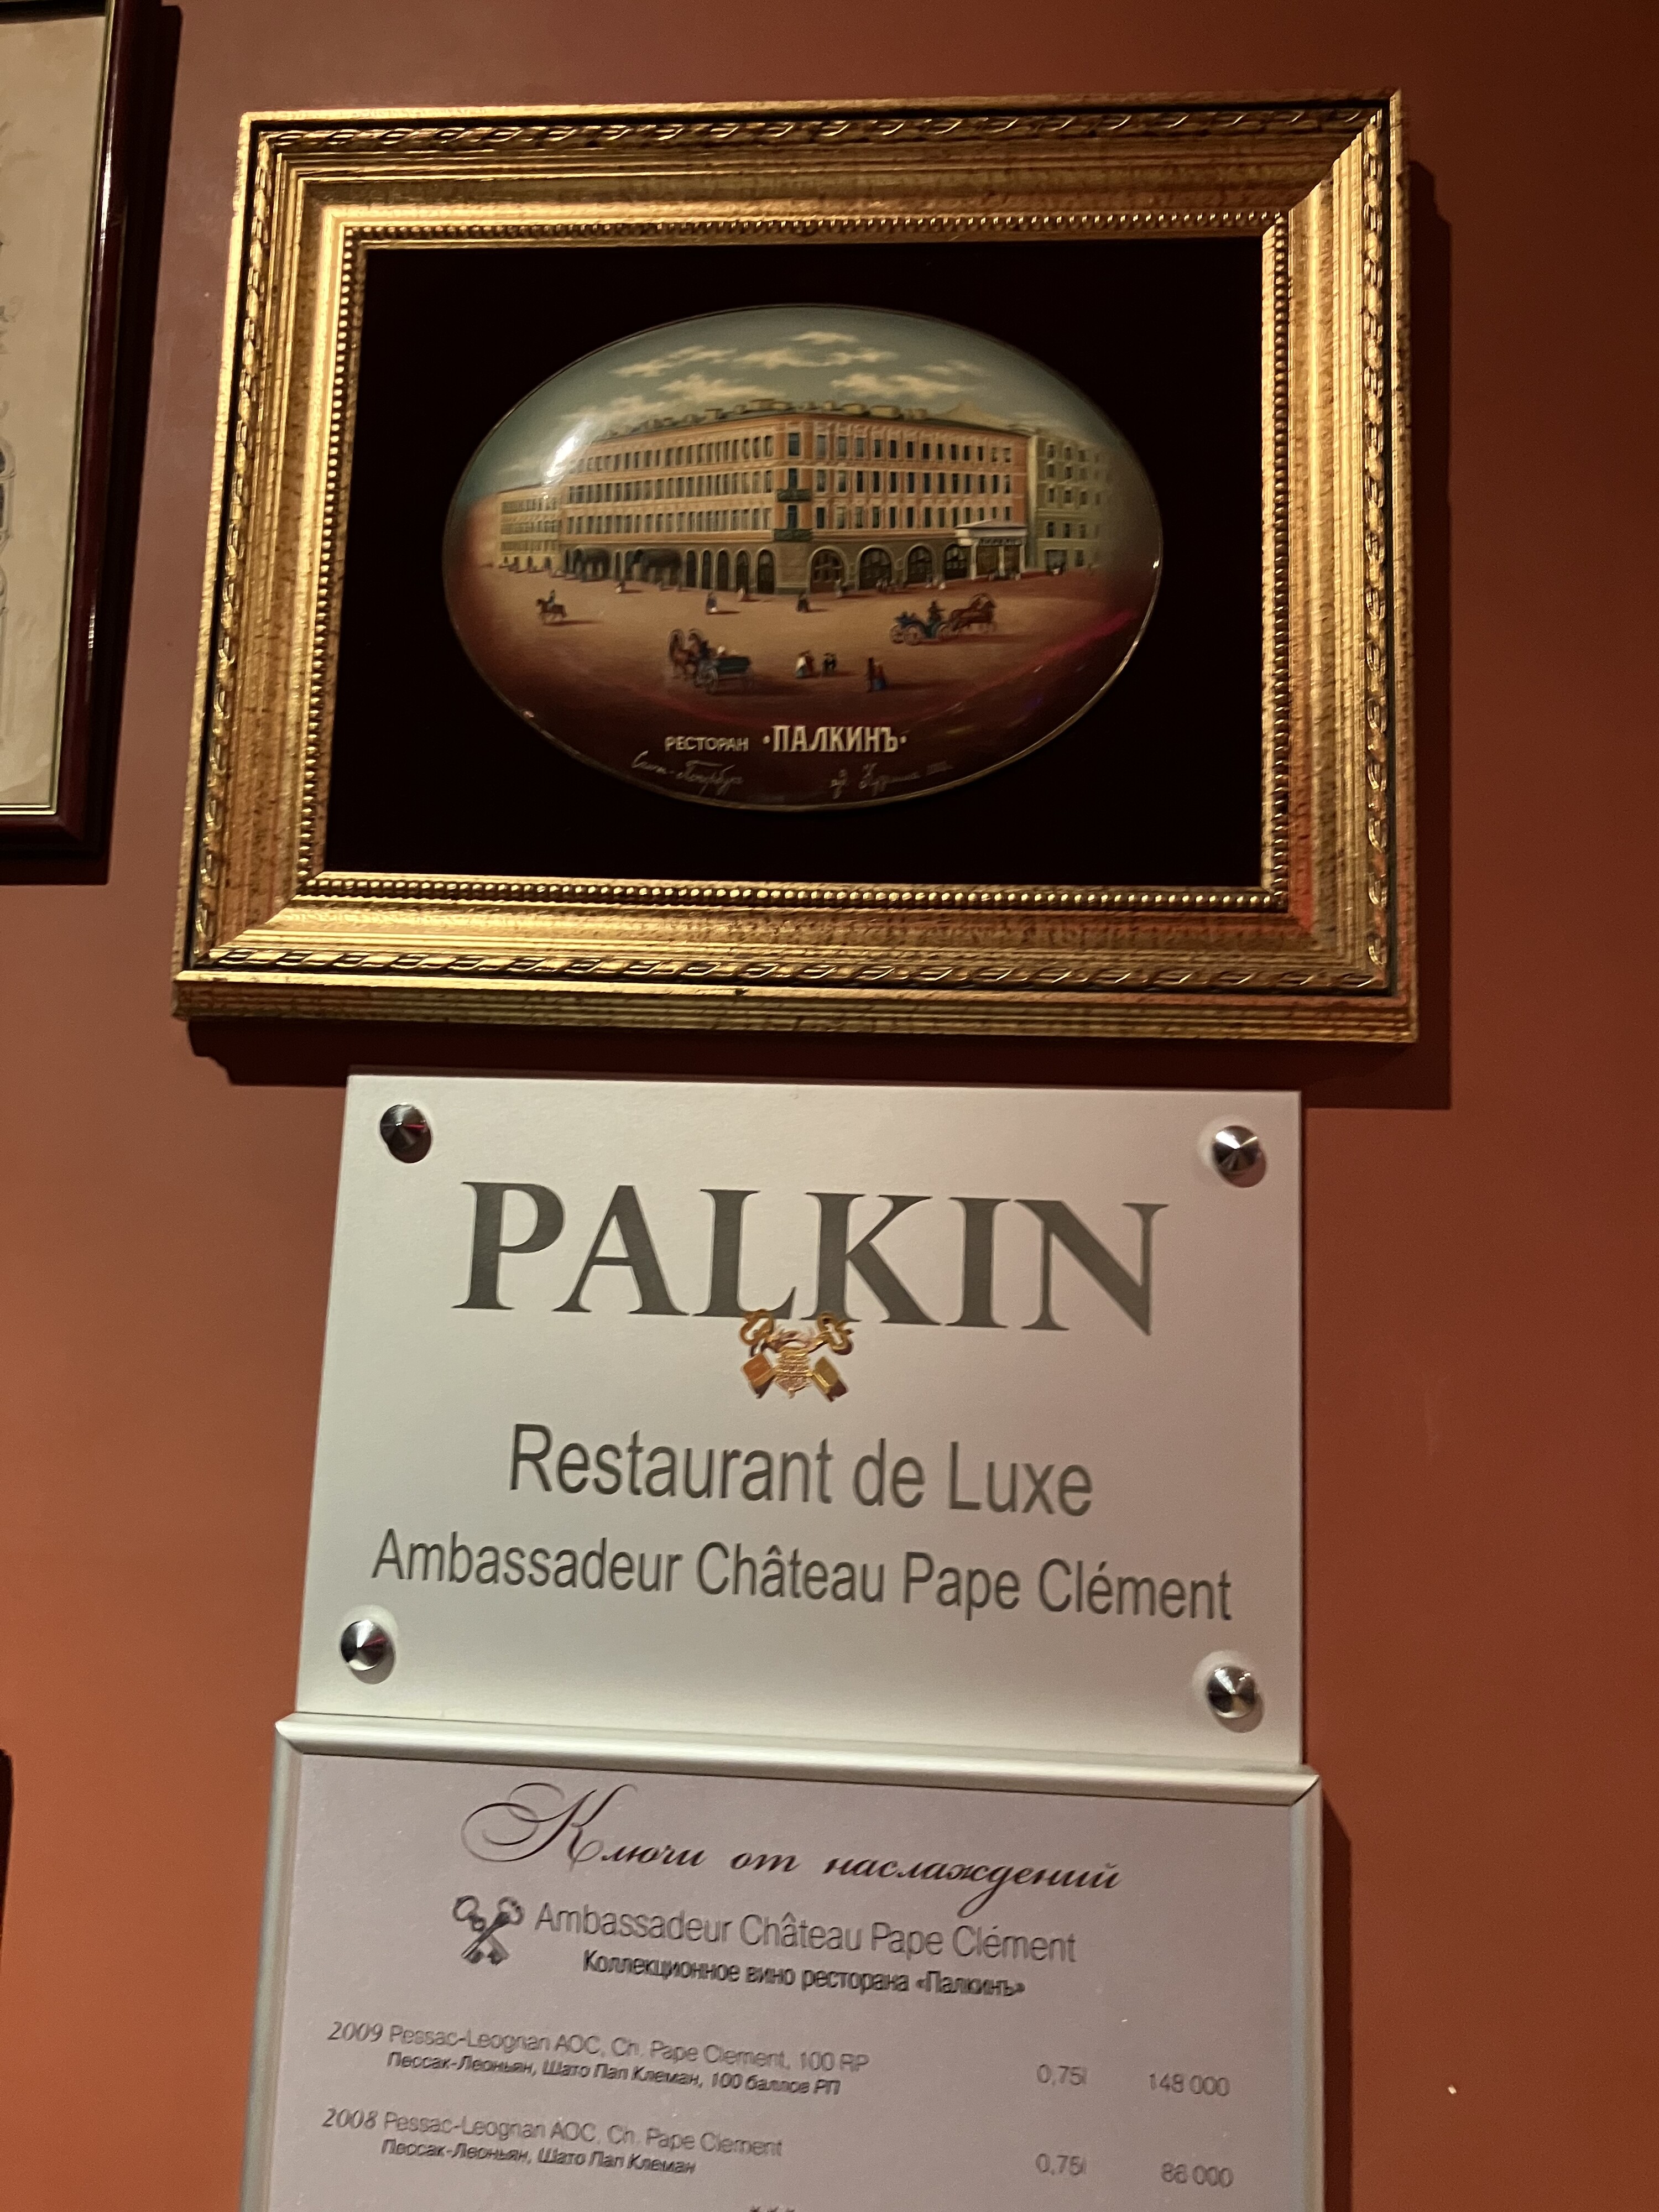 РЕСТОРАН •ПАЛКИНЪ•
Санкт-Петербург
PALKIN
Restaurant de Luxe
Ambassadeur Château Pape Clément
Ключи от наслаждений
Ambassadeur Château Pape Clément
Коллекционное вино ресторана «Палкинъ»
2009 Pessac-Leognan AOC, Ch. Pape Clement, 100 RP
Пессак-Леоньян, Шато Пап Клеман, 100 баллов РП
0,75l 148 000
2008 Pessac-Leognan AOC, Ch. Pape Clement
Пессак-Леоньян, Шато Пап Клеман
0,75l 88 000